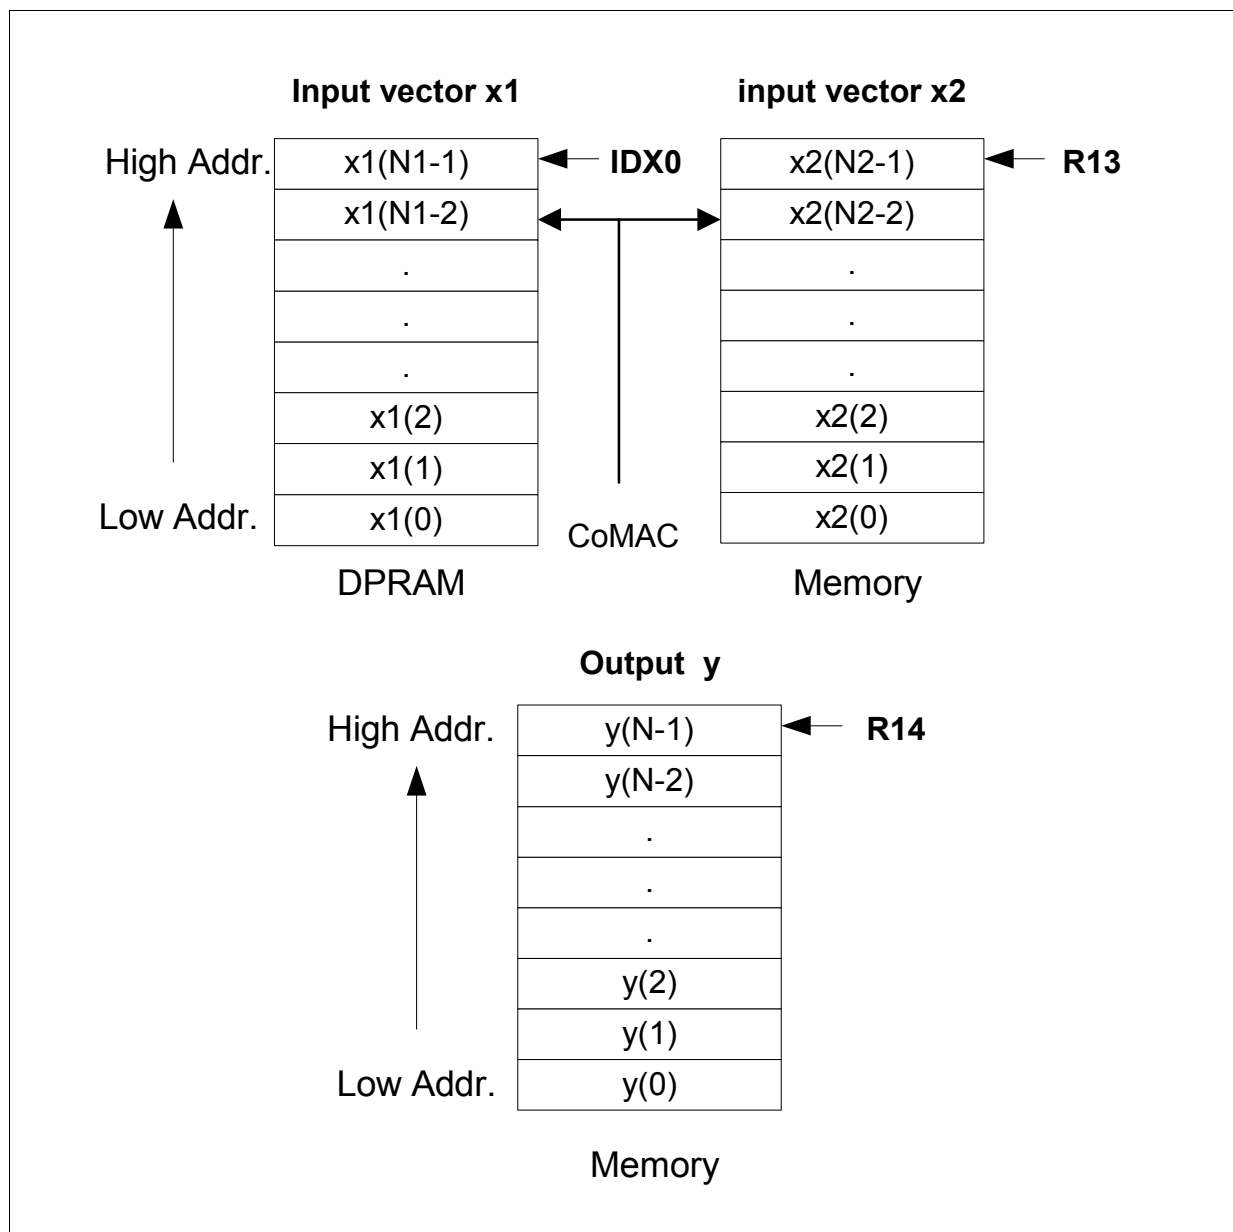 Input vector x1
input vector x2
High Addr.
x1(N1-1)
IDX0
x2(N2-1)
R13
x1(N1-2)
x2(N2-2)
.
.
.
.
.
.
x1(2)
x2(2)
x1(1)
x2(1)
Low Addr.
x1(0)
CoMAC
x2(0)
DPRAM
Memory
Output y
High Addr.
y(N-1)
R14
y(N-2)
.
.
.
y(2)
y(1)
Low Addr.
y(0)
Memory